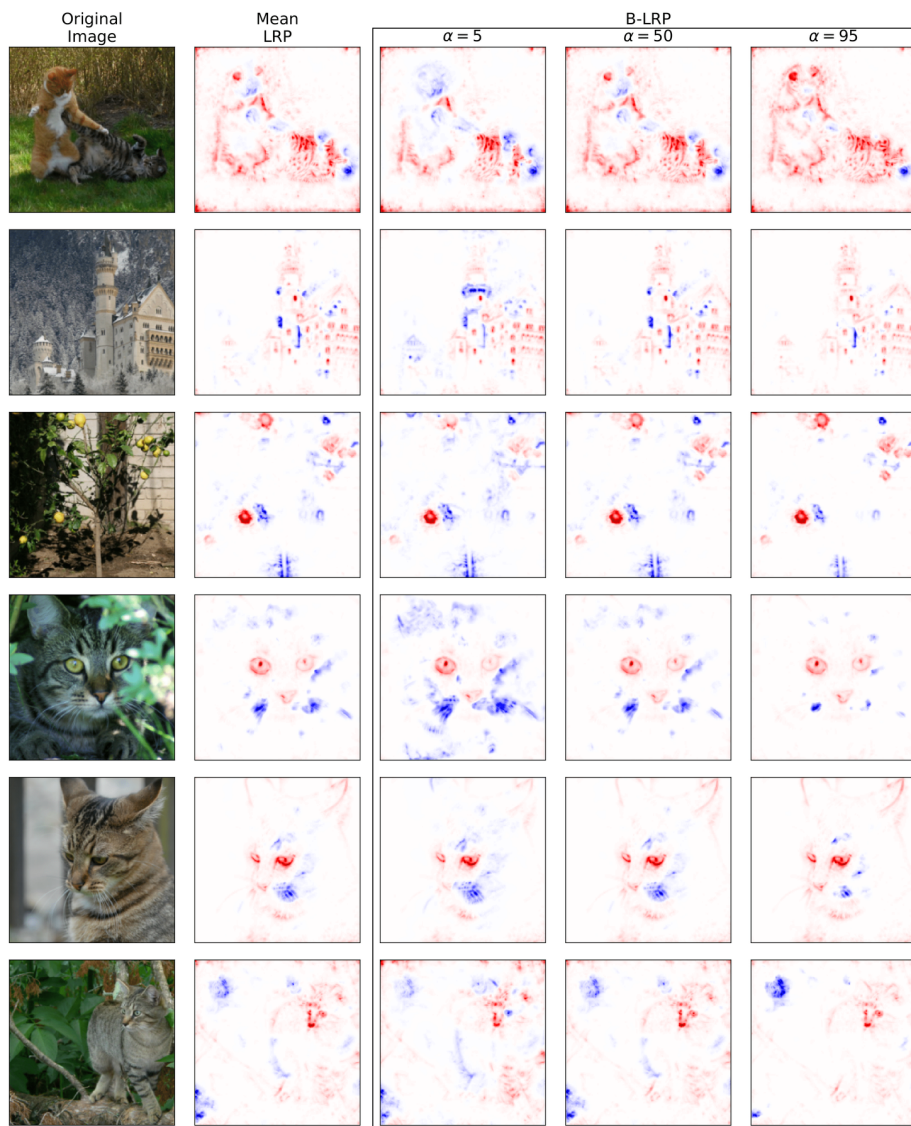 Original
Image
Mean
LRP
B-LRP
α = 5
α = 50
α = 95